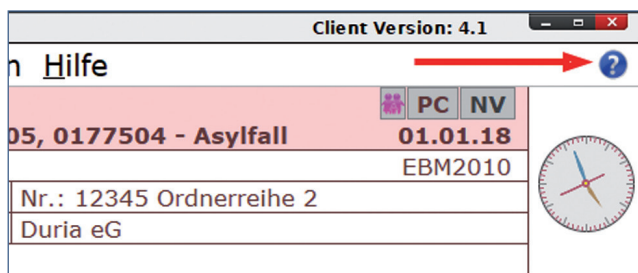 Client Version: 4.1
n Hilfe ?
PC NV
05, 0177504 - Asylfall 01.01.18
EBM2010
Nr.: 12345 Ordnerreihe 2
Duria eG